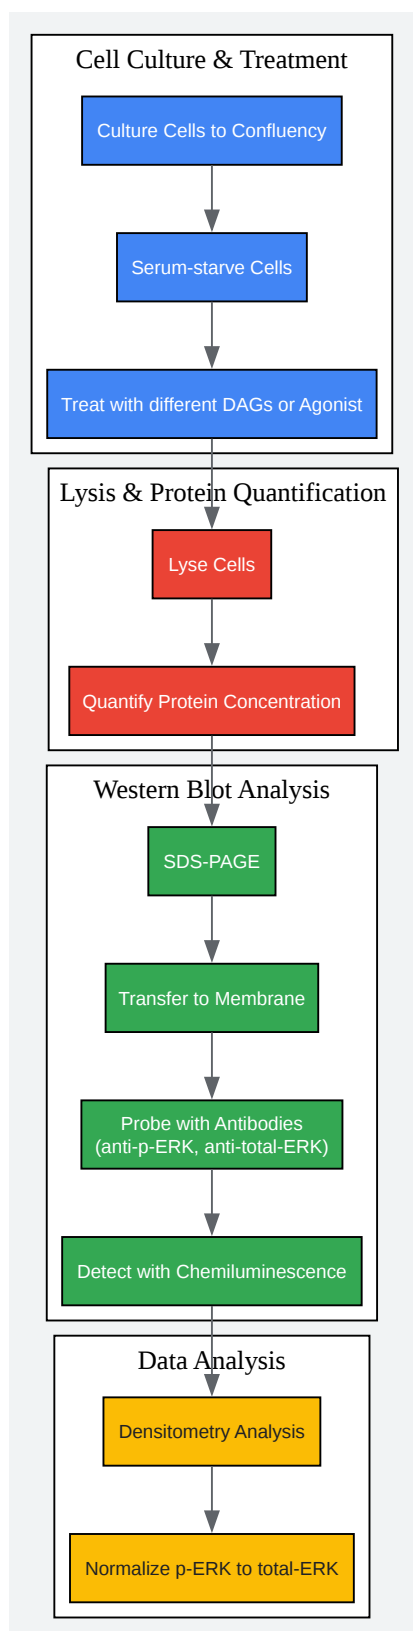 Cell Culture & Treatment
Culture Cells to Confluency
Serum-starve Cells
Treat with different DAGs or Agonist
Lysis & Protein Quantification
Lyse Cells
Quantify Protein Concentration
Western Blot Analysis
SDS-PAGE
Transfer to Membrane
Probe with Antibodies
(anti-p-ERK, anti-total-ERK)
Detect with Chemiluminescence
Data Analysis
Densitometry Analysis
Normalize p-ERK to total-ERK